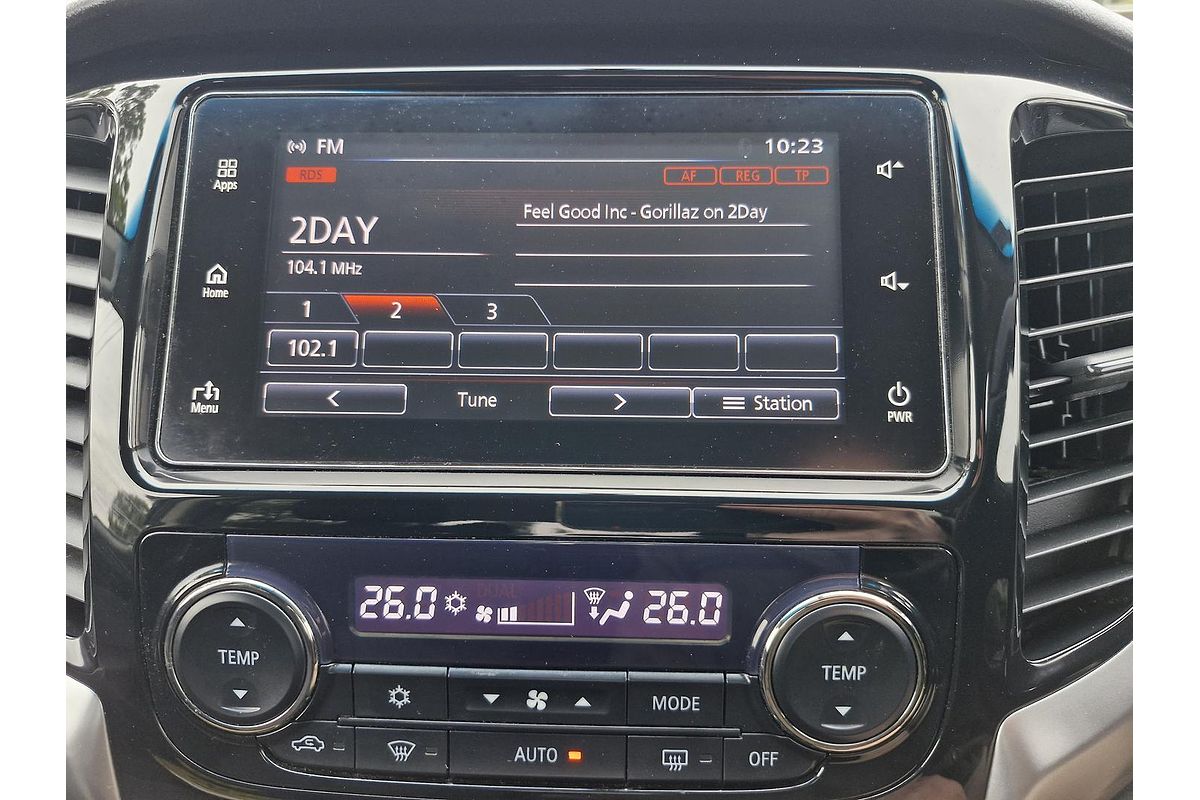 FM
10:23
RDS
AF REG TP
Apps
Feel Good Inc - Gorillaz on 2Day
2DAY
104.1 MHz
Home
1 2 3
102.1
Menu
< Tune > Station
PWR
26.0 DUAL 26.0
TEMP
TEMP
MODE
AUTO
OFF